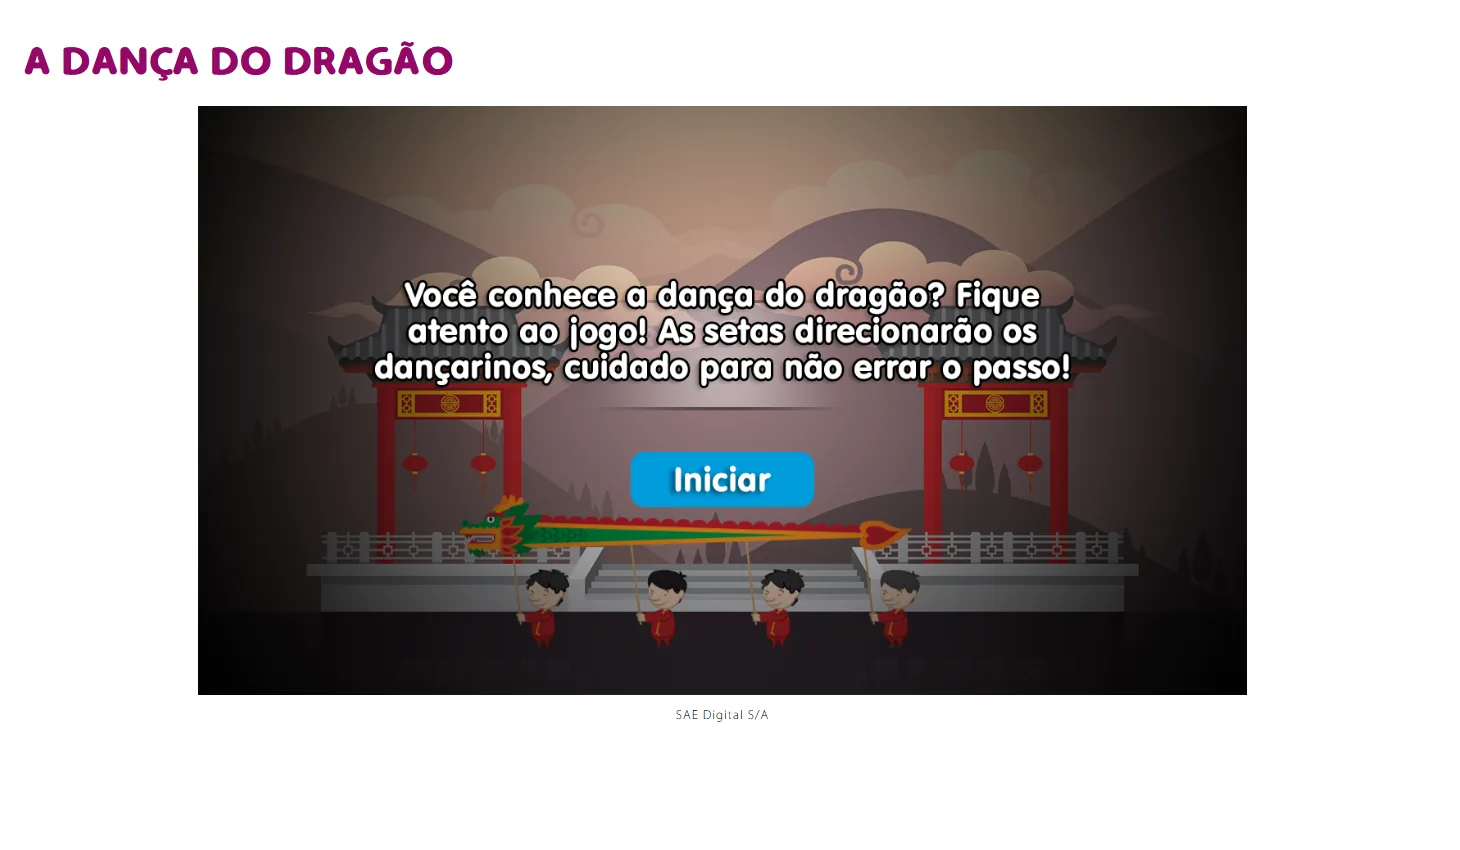 A DANÇA DO DRAGÃO
Você conhece a dança do dragão? Fique
atento ao jogo! As setas direcionarão os
dançarinos, cuidado para não errar o passo!
Iniciar
SAE Digital S/A